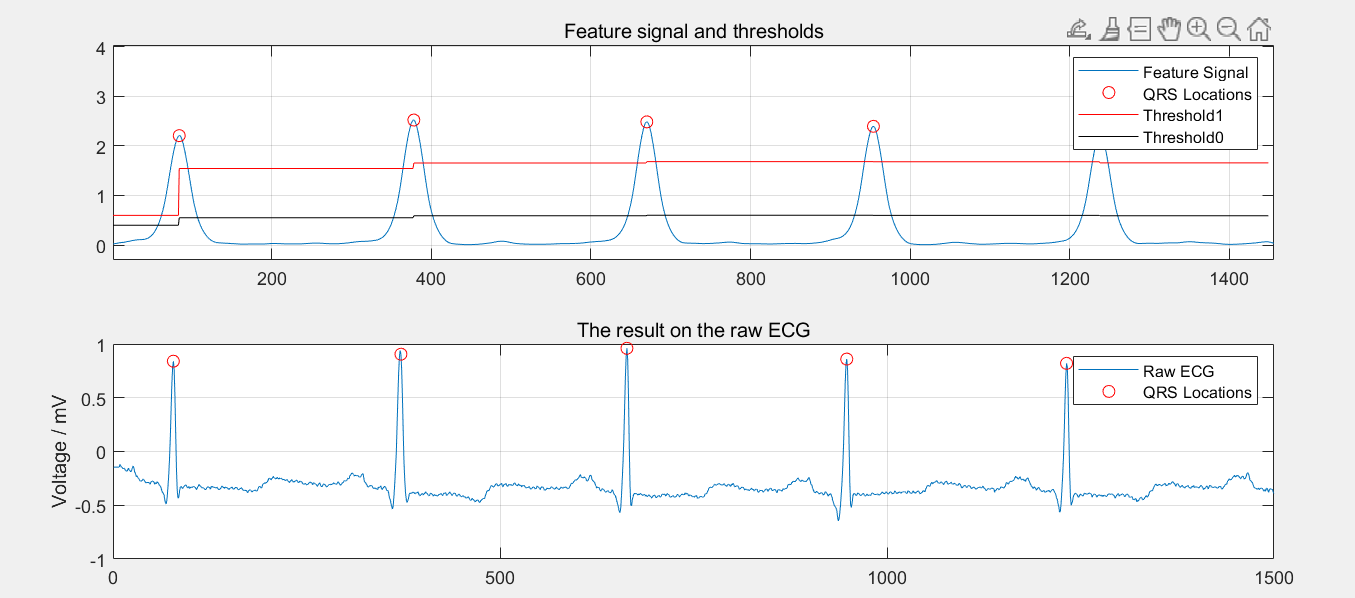 Feature signal and thresholds
4
3
2
1
0
Feature Signal
QRS Locations
Threshold1
Threshold0
200 400 600 800 1000 1200 1400
The result on the raw ECG
Voltage / mV
1
0.5
0
-0.5
-1
Raw ECG
QRS Locations
0 500 1000 1500